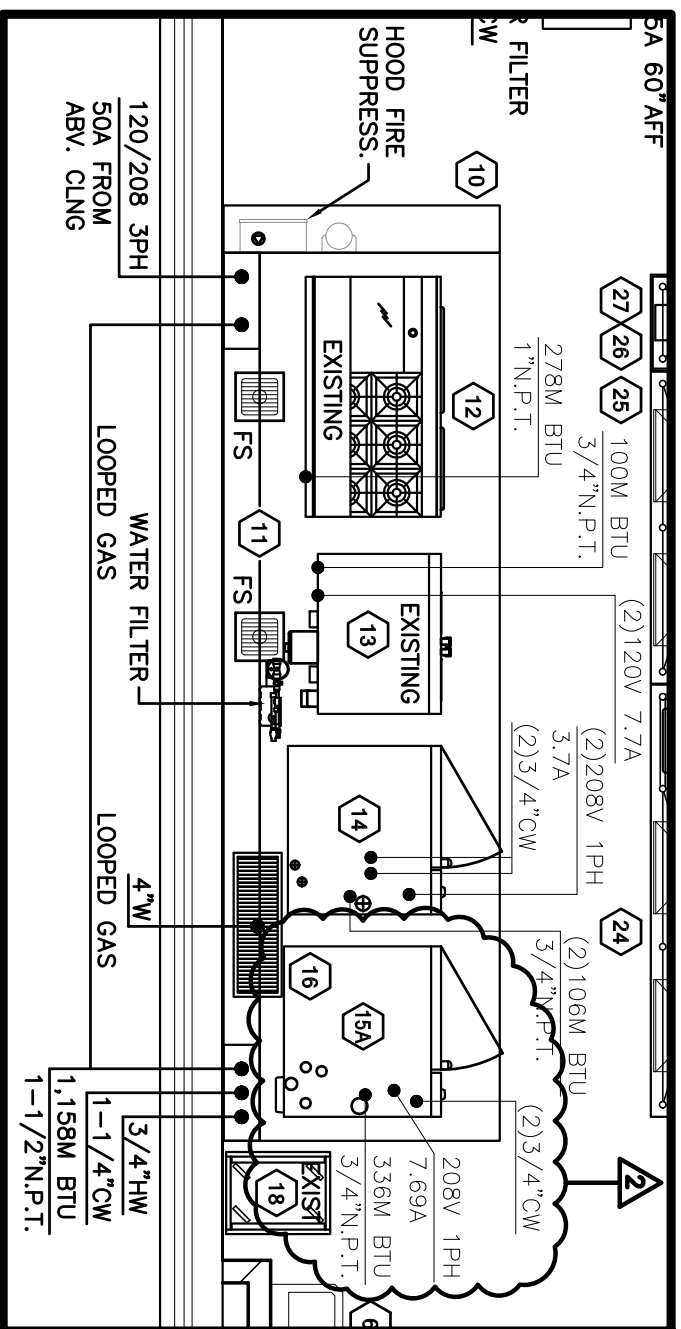 5A 60"AFF
R FILTER
CW
HOOD FIRE
SUPPRESS.
10
27
26
25
24
12
278M BTU
1"N.P.T.
100M BTU
3/4"N.P.T.
(2)120V 7.7A
(2)208V 1PH
3.7A
(2)3/4"CW
(2)106M BTU
3/4"N.P.T.
(2)3/4"CW
208V 1PH
7.69A
336M BTU
3/4"N.P.T.
2
EXISTING
EXISTING
13
14
15A
16
EXIST
18
6
FS
11
FS
120/208 3PH
50A FROM
ABV. CLNG
LOOPED GAS
WATER FILTER
4"W
LOOPED GAS
3/4"HW
1-1/4"CW
1,158M BTU
1-1/2"N.P.T.